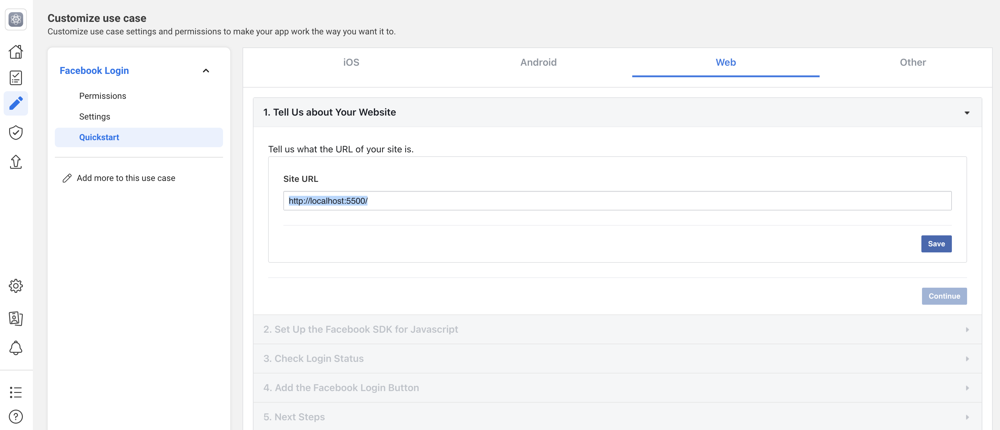 Customize use case
Customize use case settings and permissions to make your app work the way you want it to.
Facebook Login
Permissions
Settings
Quickstart
Add more to this use case
iOS
Android
Web
Other
1. Tell Us about Your Website
Tell us what the URL of your site is.
Site URL
http://localhost:5500/
Save
Continue
2. Set Up the Facebook SDK for Javascript
3. Check Login Status
4. Add the Facebook Login Button
5. Next Steps